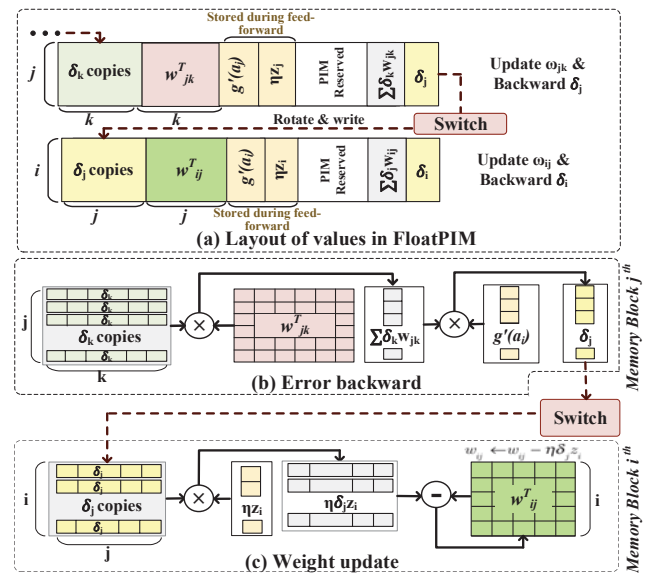 Stored during feed-
forward
j
δk copies
wᵀjk
g'(aj)
ηzj
PIM
Reserved
∑δkwjk
δj
Update ωjk &
Backward δj
k
k
Rotate & write
Switch
i
δj copies
wᵀij
g'(ai)
ηzi
PIM
Reserved
∑δjwij
δi
Update ωij &
Backward δi
j
j
Stored during feed-
forward
(a) Layout of values in FloatPIM
j
δk
δk
δk
δk copies
δk
k
×
wᵀjk
∑δkwjk
×
g'(ai)
δj
(b) Error backward
Memory Block jᵗʰ
Switch
i
δj
δj
δj copies
δj
j
×
ηzi
ηδjzi
-
wij ← wij − ηδjzi
wᵀij
i
(c) Weight update
Memory Block iᵗʰ